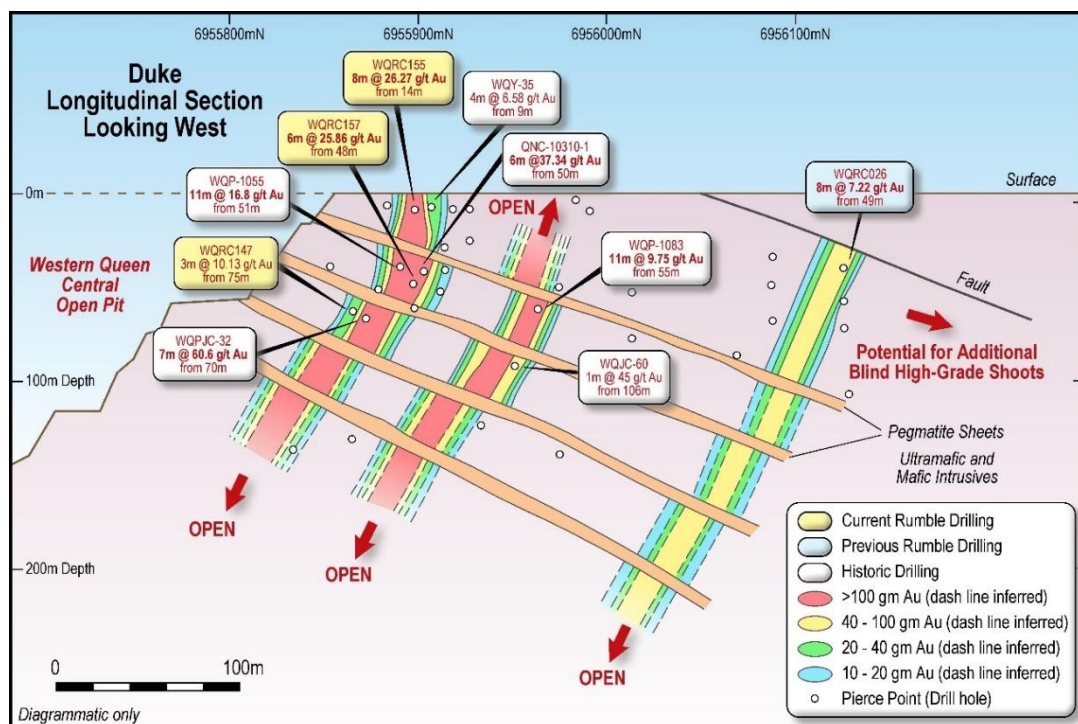 6955800mN
6955900mN
6956000mN
6956100mN
Duke
Longitudinal Section
Looking West
WQRC155
8m @ 26.27 g/t Au
from 14m
WQY-35
4m @ 6.58 g/t Au
from 9m
WQRC157
6m @ 25.86 g/t Au
from 48m
QNC-10310-1
6m @37.34 g/t Au
from 50m
WQP-1055
11m @ 16.8 g/t Au
from 51m
WQRC026
8m @ 7.22 g/t Au
from 49m
0m
Surface
OPEN
WQRC147
3m @ 10.13 g/t Au
from 75m
WQP-1083
11m @ 9.75 g/t Au
from 55m
Western Queen
Central
Open Pit
Fault
WQPJC-32
7m @ 60.6 g/t Au
from 70m
WQJC-60
1m @ 45 g/t Au
from 106m
Potential for Additional
Blind High-Grade Shoots
100m Depth
Pegmatite Sheets
Ultramafic and
Mafic Intrusives
OPEN
OPEN
OPEN
200m Depth
Current Rumble Drilling
Previous Rumble Drilling
Historic Drilling
>100 gm Au (dash line inferred)
40 - 100 gm Au (dash line inferred)
20 - 40 gm Au (dash line inferred)
10 - 20 gm Au (dash line inferred)
Pierce Point (Drill hole)
0
100m
Diagrammatic only